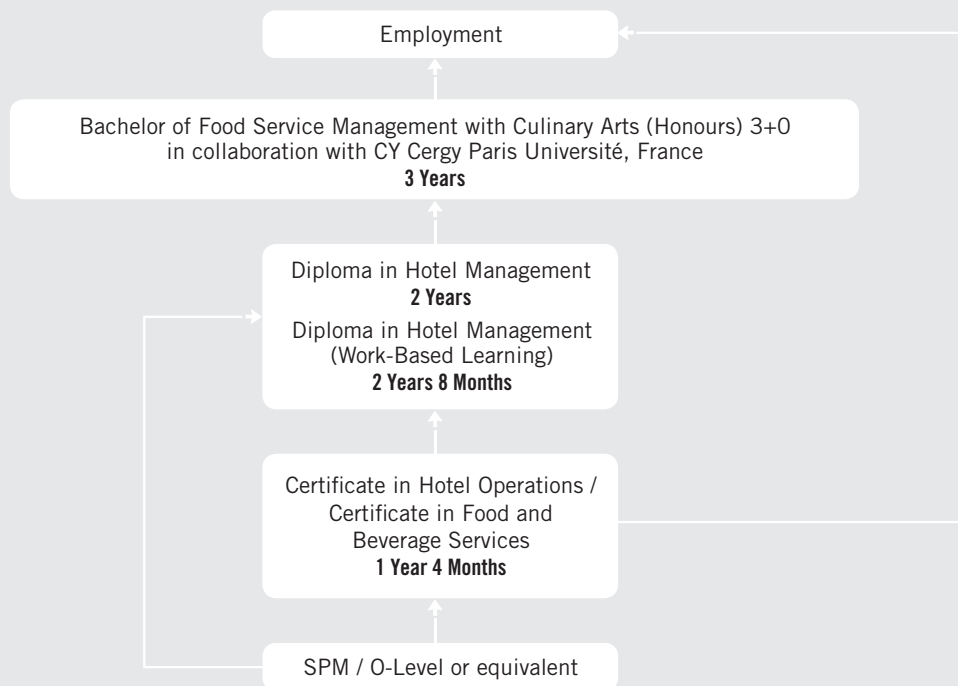 Employment
Bachelor of Food Service Management with Culinary Arts (Honours) 3+0
in collaboration with CY Cergy Paris Université, France
3 Years
Diploma in Hotel Management
2 Years
Diploma in Hotel Management
(Work-Based Learning)
2 Years 8 Months
Certificate in Hotel Operations /
Certificate in Food and
Beverage Services
1 Year 4 Months
SPM / O-Level or equivalent